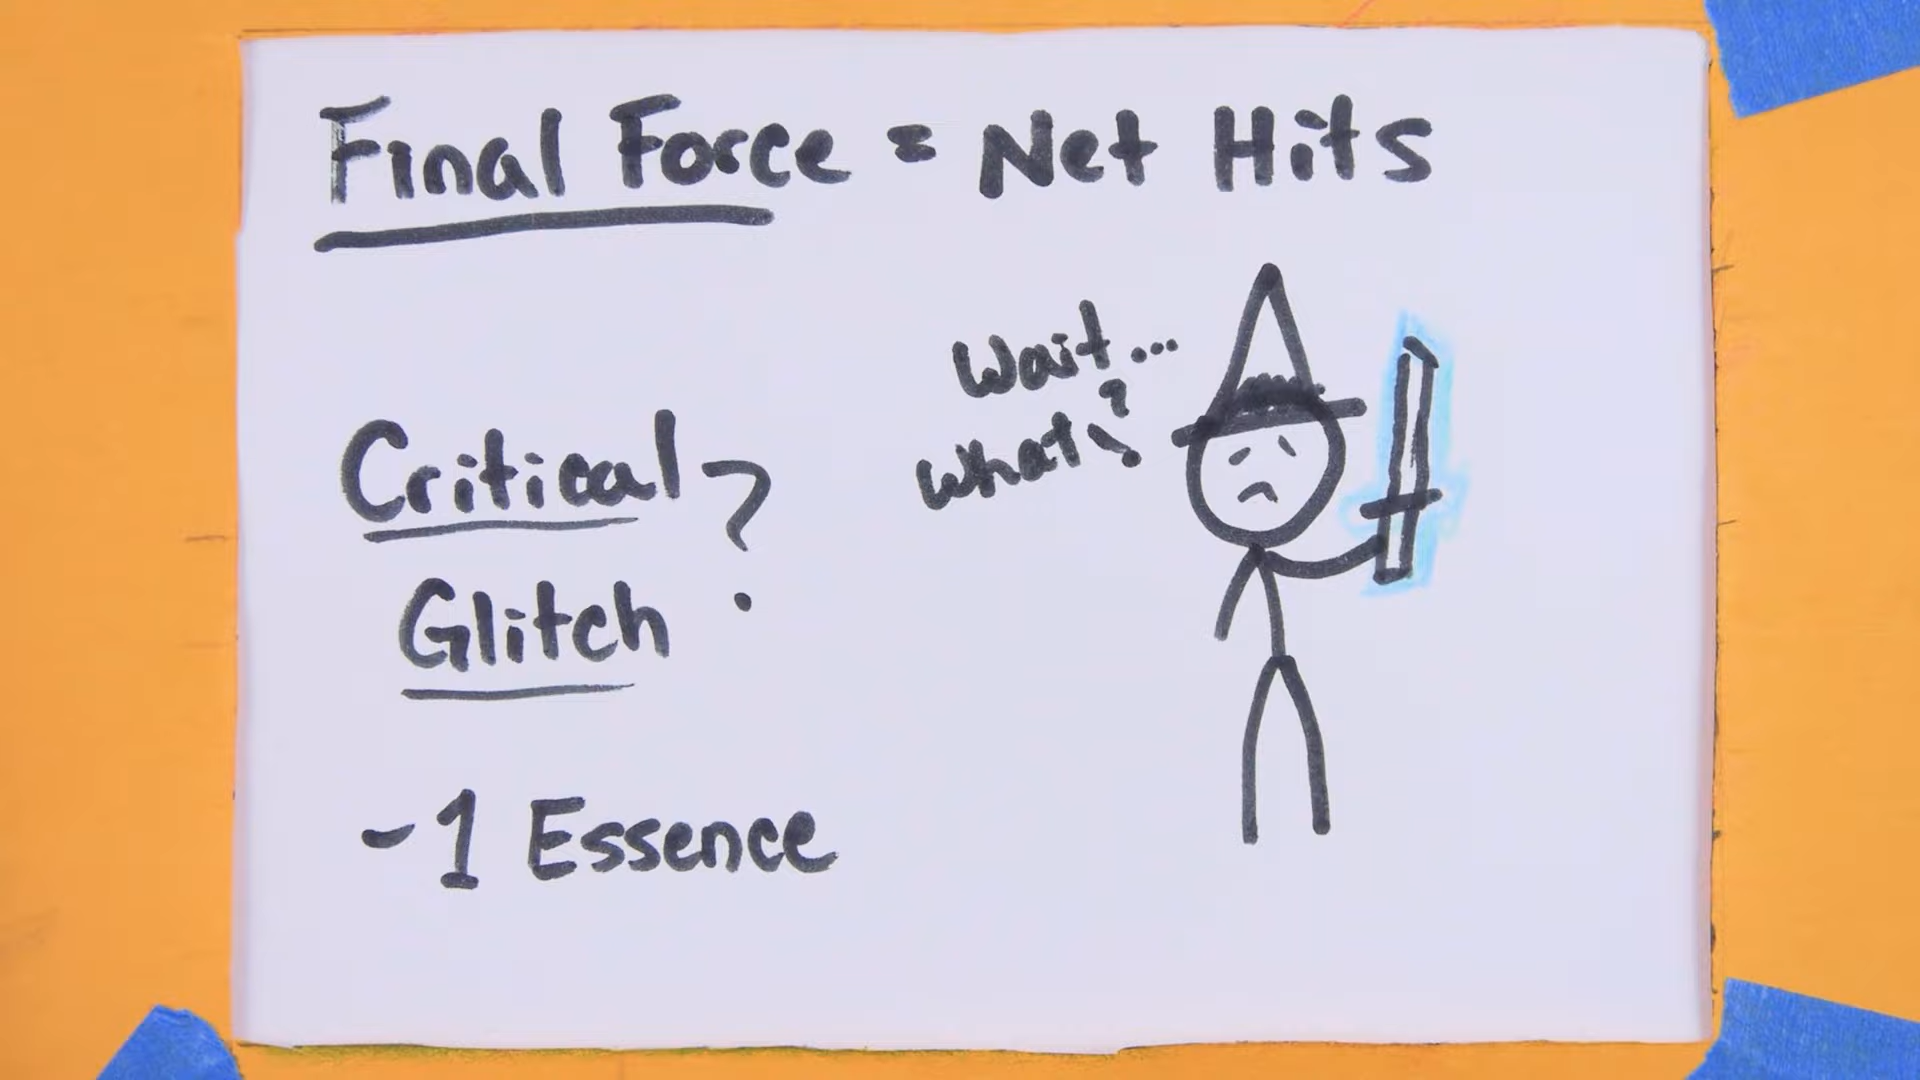 Final Force = Net Hits
Wait...
What?!
Critical
Glitch?
-1 Essence